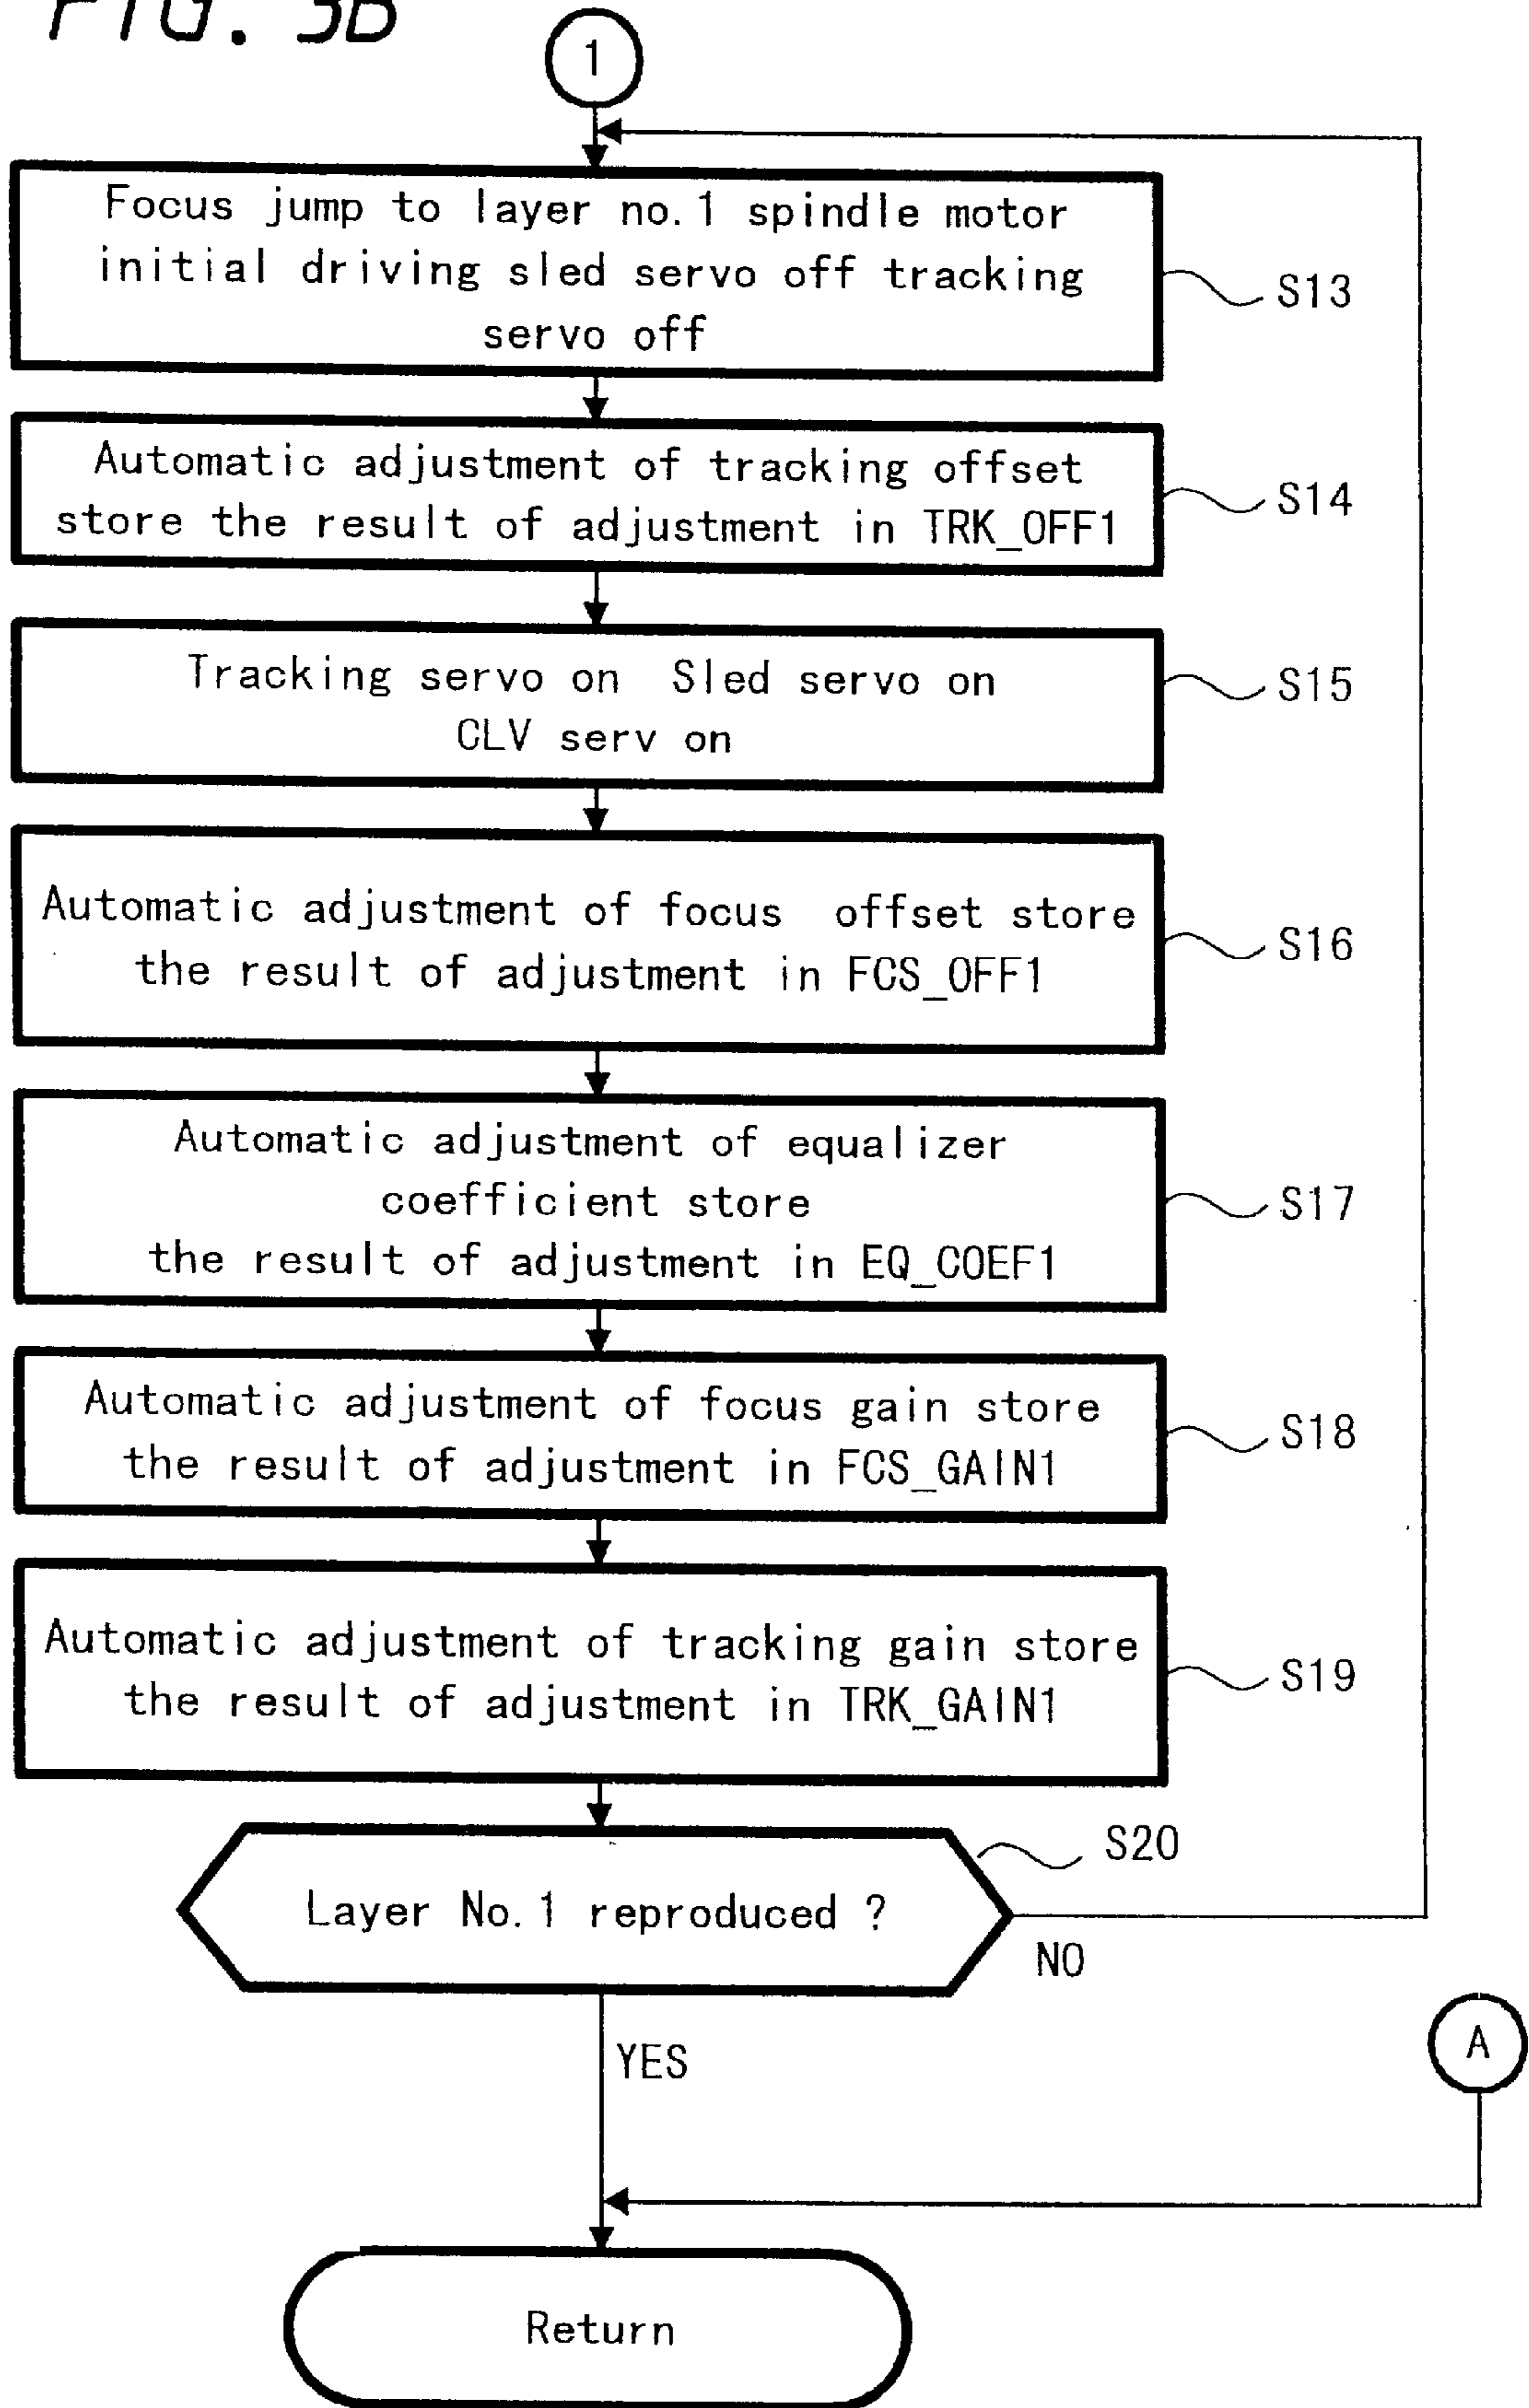 FIG. 3B
1
Focus jump to layer no.1 spindle motor
initial driving sled servo off tracking
servo off
S13
Automatic adjustment of tracking offset
store the result of adjustment in TRK_OFF1
S14
Tracking servo on Sled servo on
CLV serv on
S15
Automatic adjustment of focus offset store
the result of adjustment in FCS_OFF1
S16
Automatic adjustment of equalizer
coefficient store
the result of adjustment in EQ_COEF1
S17
Automatic adjustment of focus gain store
the result of adjustment in FCS_GAIN1
S18
Automatic adjustment of tracking gain store
the result of adjustment in TRK_GAIN1
S19
S20
Layer No.1 reproduced ?
NO
YES
A
Return